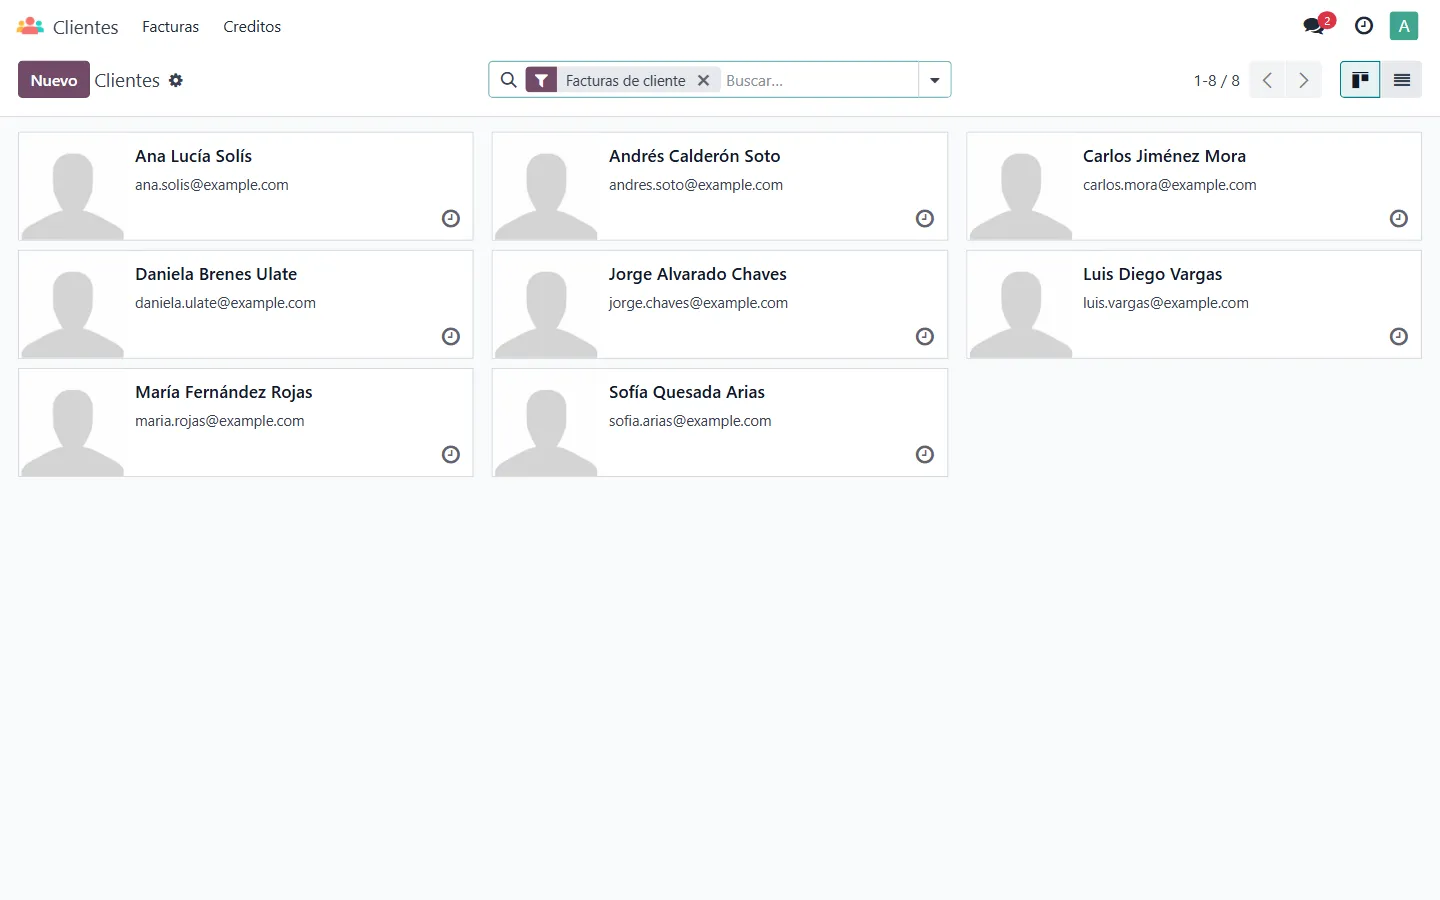 Clientes Facturas Creditos 2 A
Nuevo Clientes Facturas de cliente Buscar... 1-8 / 8
Ana Lucía Solís
ana.solis@example.com
Andrés Calderón Soto
andres.soto@example.com
Carlos Jiménez Mora
carlos.mora@example.com
Daniela Brenes Ulate
daniela.ulate@example.com
Jorge Alvarado Chaves
jorge.chaves@example.com
Luis Diego Vargas
luis.vargas@example.com
María Fernández Rojas
maria.rojas@example.com
Sofía Quesada Arias
sofia.arias@example.com